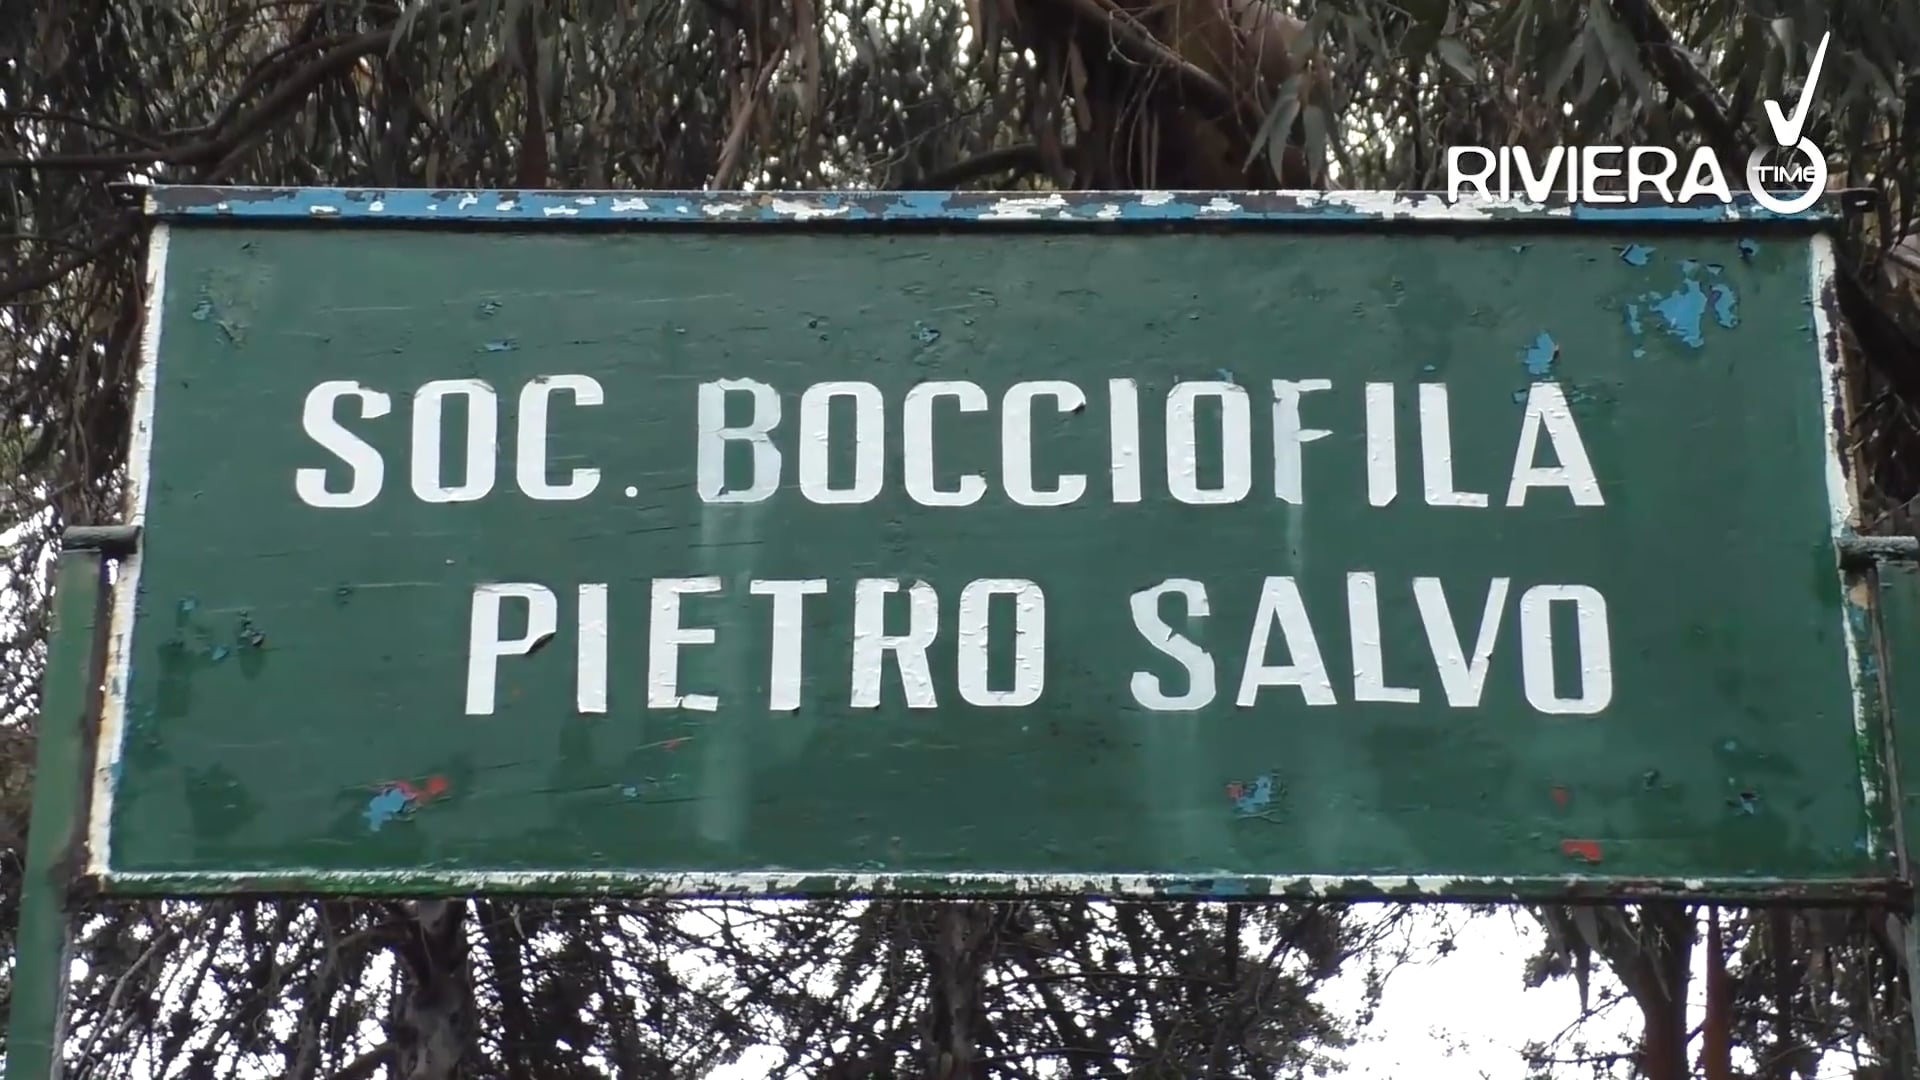 RIVIERA TIME
SOC. BOCCIOFILA
PIETRO SALVO